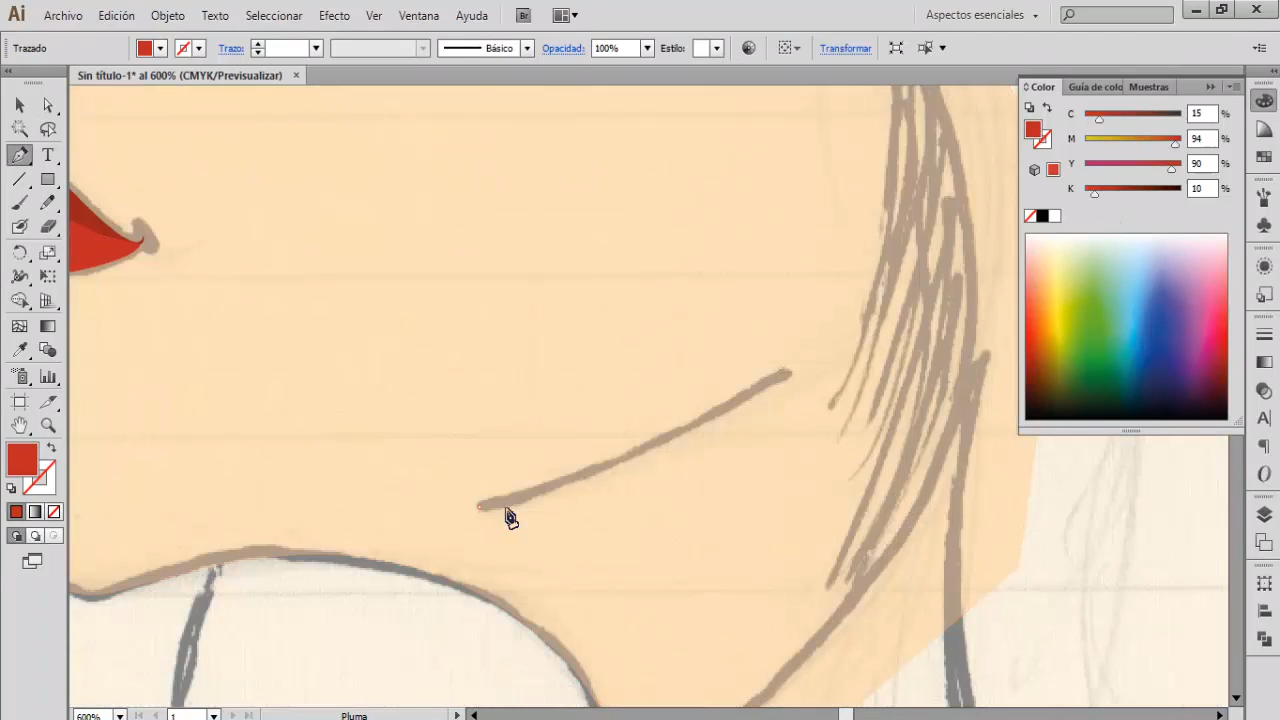 Ai Archivo Edición Objeto Texto Seleccionar Efecto Ver Ventana Ayuda Br Aspectos esenciales
Trazado Trazo: Básico Opacidad: 100% Estilo: Transformar
Sin título-1* al 600% (CMYK/Previsualizar) ×
Color Guía de colo Muestras
C 15 %
M 94 %
Y 90 %
K 10 %
600% 1 Pluma